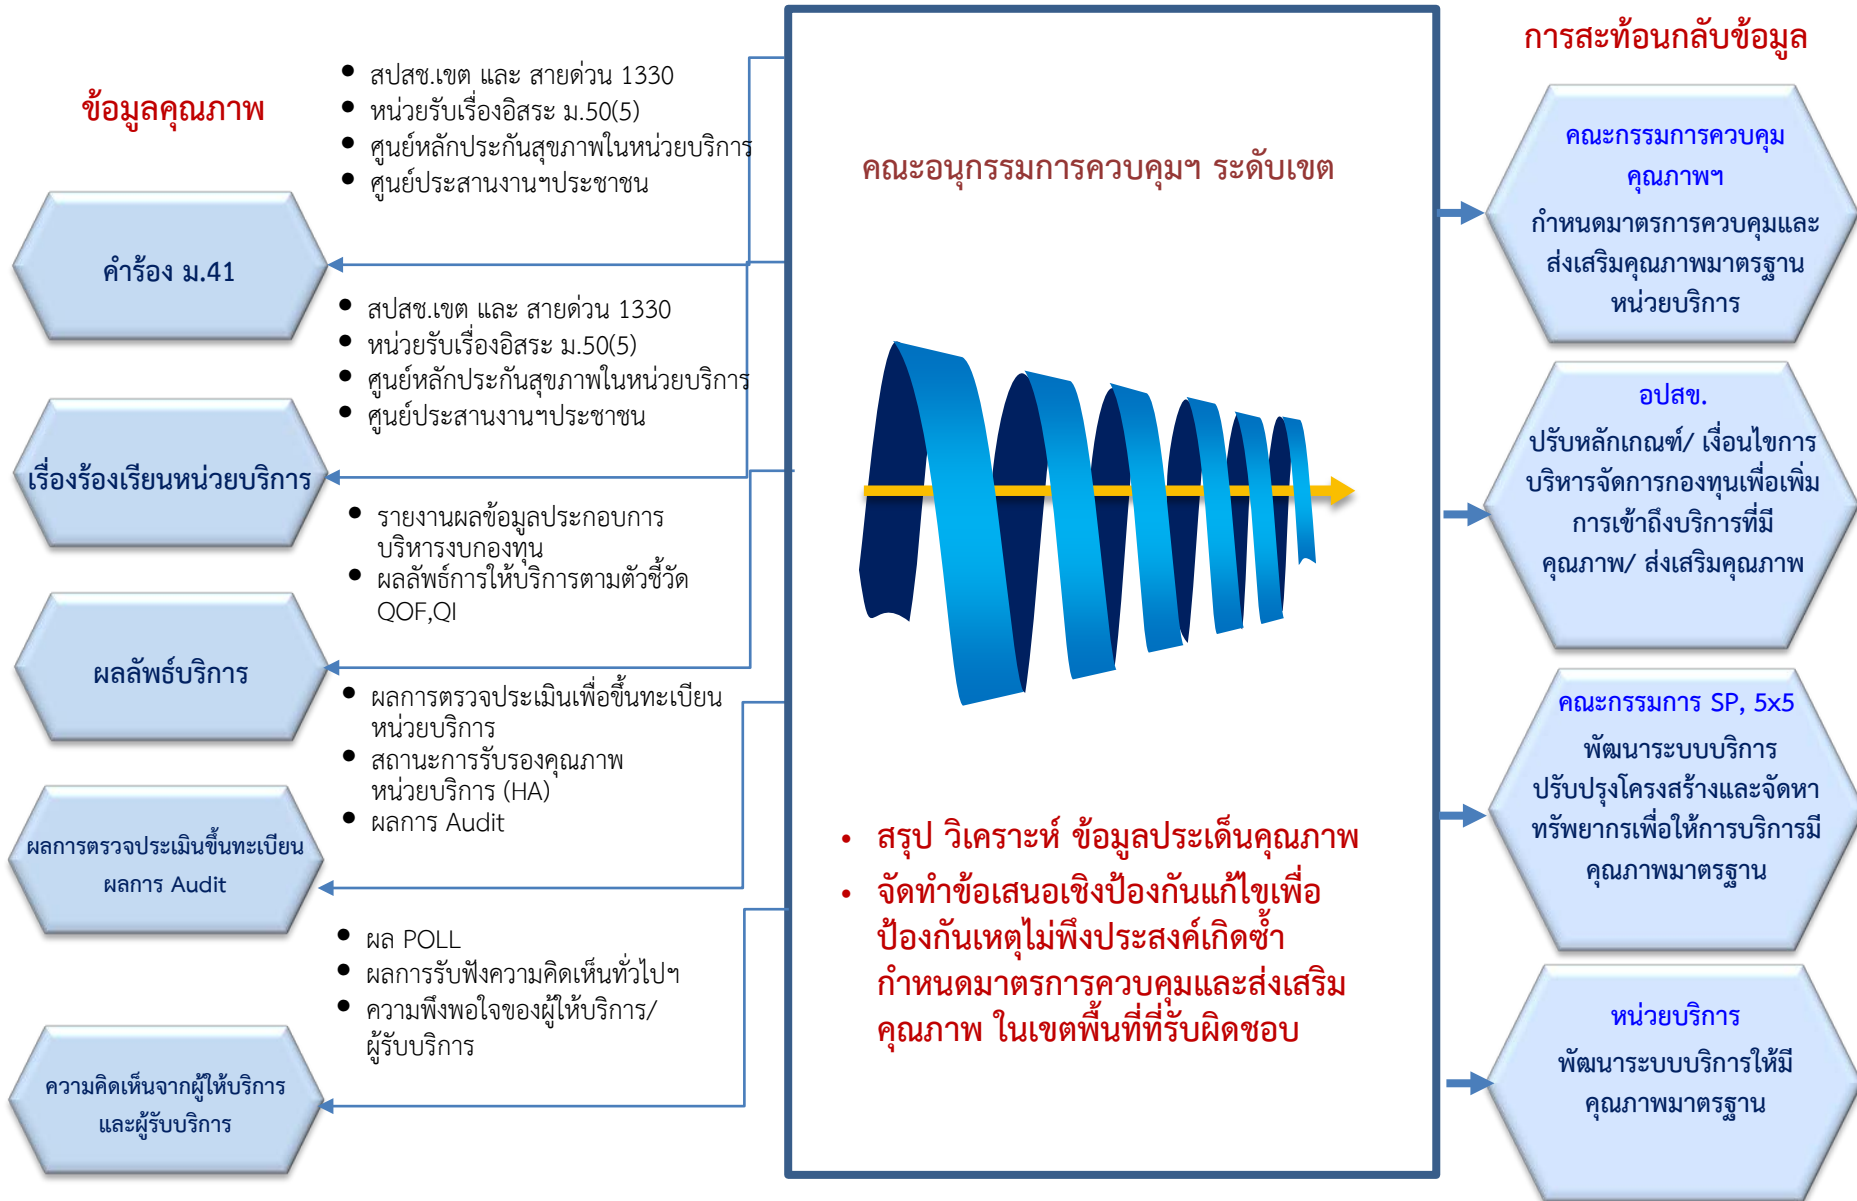 ข้อมูลคุณภาพ
● สปสช.เขต และ สายด่วน 1330
● หน่วยรับเรื่องอิสระ ม.50(5)
● ศูนย์หลักประกันสุขภาพในหน่วยบริการ
● ศูนย์ประสานงานฯประชาชน
คำร้อง ม.41
● สปสช.เขต และ สายด่วน 1330
● หน่วยรับเรื่องอิสระ ม.50(5)
● ศูนย์หลักประกันสุขภาพในหน่วยบริการ
● ศูนย์ประสานงานฯประชาชน
เรื่องร้องเรียนหน่วยบริการ
● รายงานผลข้อมูลประกอบการ
บริหารงบกองทุน
● ผลลัพธ์การให้บริการตามตัวชี้วัด
QOF,QI
ผลลัพธ์บริการ
● ผลการตรวจประเมินเพื่อขึ้นทะเบียน
หน่วยบริการ
● สถานะการรับรองคุณภาพ
หน่วยบริการ (HA)
● ผลการ Audit
ผลการตรวจประเมินขึ้นทะเบียน
ผลการ Audit
● ผล POLL
● ผลการรับฟังความคิดเห็นทั่วไปฯ
● ความพึงพอใจของผู้ให้บริการ/
ผู้รับบริการ
ความคิดเห็นจากผู้ให้บริการ
และผู้รับบริการ
คณะอนุกรรมการควบคุมฯ ระดับเขต
• สรุป วิเคราะห์ ข้อมูลประเด็นคุณภาพ
• จัดทำข้อเสนอเชิงป้องกันแก้ไขเพื่อ
ป้องกันเหตุไม่พึงประสงค์เกิดซ้ำ
กำหนดมาตรการควบคุมและส่งเสริม
คุณภาพ ในเขตพื้นที่ที่รับผิดชอบ
การสะท้อนกลับข้อมูล
คณะกรรมการควบคุม
คุณภาพฯ
กำหนดมาตรการควบคุมและ
ส่งเสริมคุณภาพมาตรฐาน
หน่วยบริการ
อปสข.
ปรับหลักเกณฑ์/ เงื่อนไขการ
บริหารจัดการกองทุนเพื่อเพิ่ม
การเข้าถึงบริการที่มี
คุณภาพ/ ส่งเสริมคุณภาพ
คณะกรรมการ SP, 5x5
พัฒนาระบบบริการ
ปรับปรุงโครงสร้างและจัดหา
ทรัพยากรเพื่อให้การบริการมี
คุณภาพมาตรฐาน
หน่วยบริการ
พัฒนาระบบบริการให้มี
คุณภาพมาตรฐาน